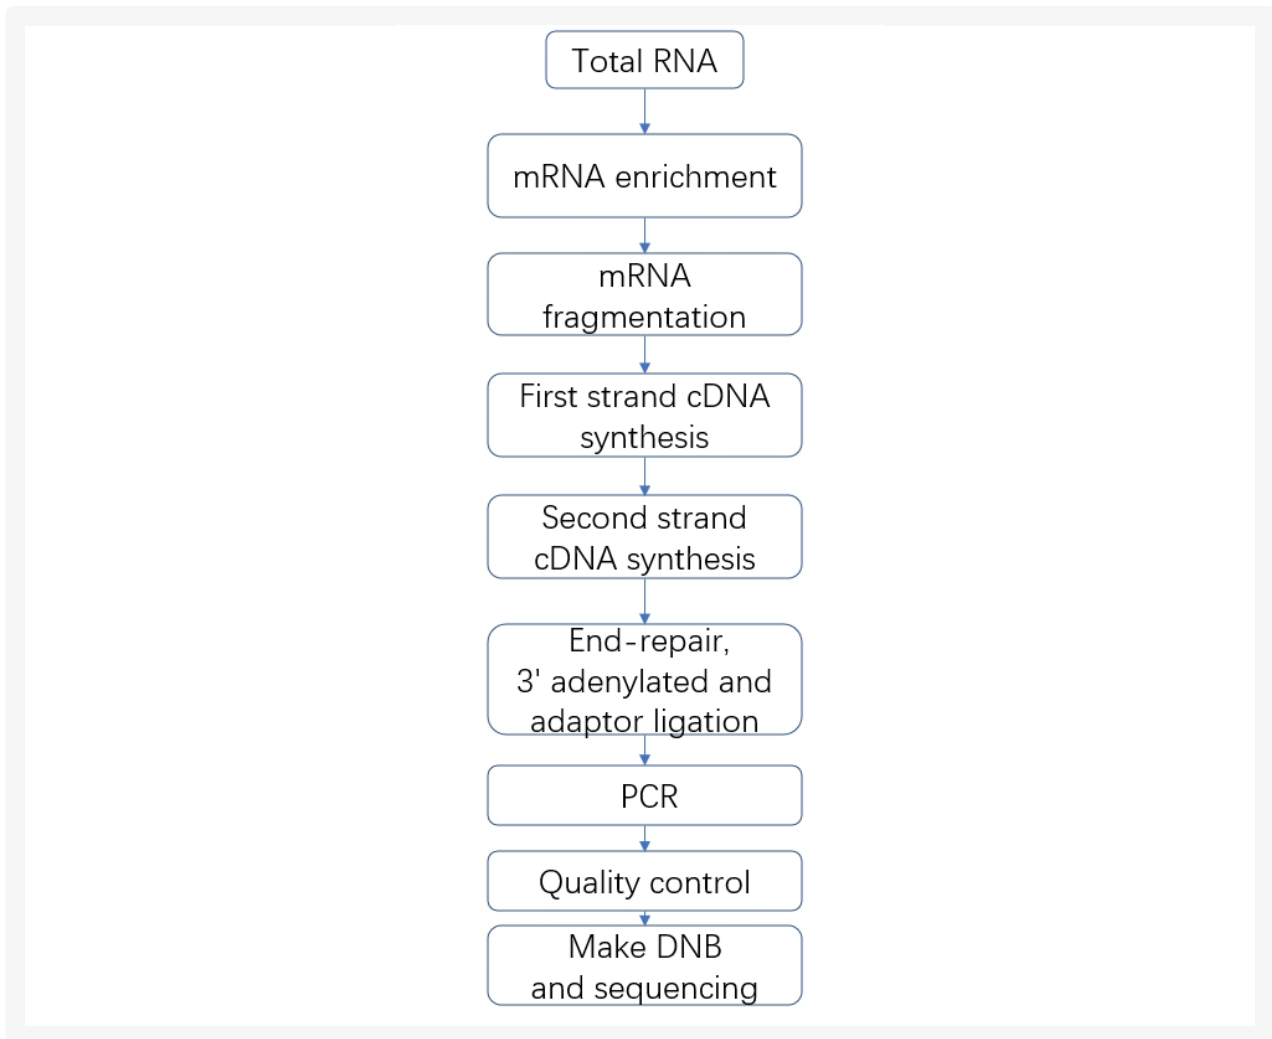 Total RNA
mRNA enrichment
mRNA
fragmentation
First strand cDNA
synthesis
Second strand
cDNA synthesis
End-repair,
3' adenylated and
adaptor ligation
PCR
Quality control
Make DNB
and sequencing